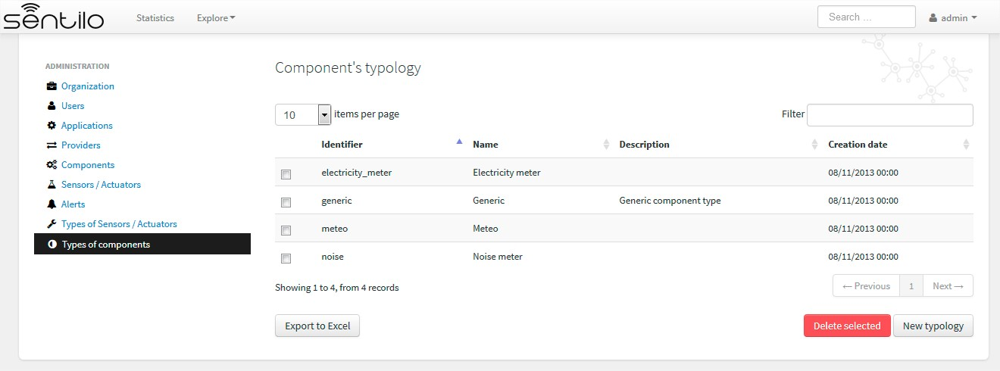 sentilo Statistics Explore Search ... admin
ADMINISTRATION
Organization
Users
Applications
Providers
Components
Sensors / Actuators
Alerts
Types of Sensors / Actuators
Types of components
Component's typology
10 items per page Filter
Identifier Name Description Creation date
electricity_meter Electricity meter 08/11/2013 00:00
generic Generic Generic component type 08/11/2013 00:00
meteo Meteo 08/11/2013 00:00
noise Noise meter 08/11/2013 00:00
Showing 1 to 4, from 4 records ← Previous 1 Next →
Export to Excel Delete selected New typology